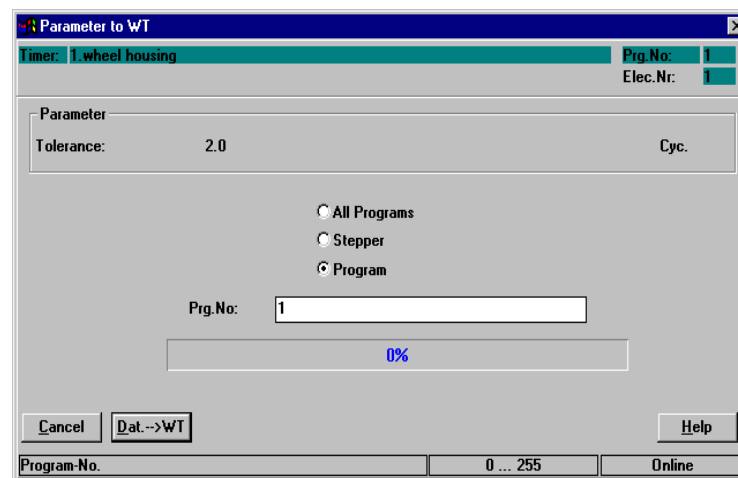 Parameter to WT
Timer: 1.wheel housing Prg.No: 1
Elec.Nr: 1
Parameter
Tolerance: 2.0 Cyc.
All Programs
Stepper
Program
Prg.No: 1
0%
Cancel Dat.-->WT Help
Program-No. 0 ... 255 Online